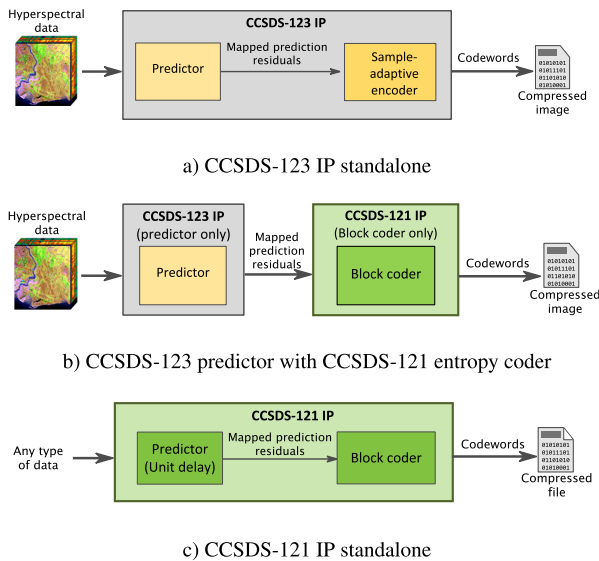 Hyperspectral
data
CCSDS-123 IP
Predictor
Mapped prediction
residuals
Sample-
adaptive
encoder
Codewords
01010101
01011101
01101010
01010001
Compressed
image
a) CCSDS-123 IP standalone
Hyperspectral
data
CCSDS-123 IP
(predictor only)
Predictor
Mapped
prediction
residuals
CCSDS-121 IP
(Block coder only)
Block coder
Codewords
01010101
01011101
01101010
01010001
Compressed
image
b) CCSDS-123 predictor with CCSDS-121 entropy coder
Any type
of data
CCSDS-121 IP
Predictor
(Unit delay)
Mapped prediction
residuals
Block coder
Codewords
01010101
01011101
01101010
01010001
Compressed
file
c) CCSDS-121 IP standalone